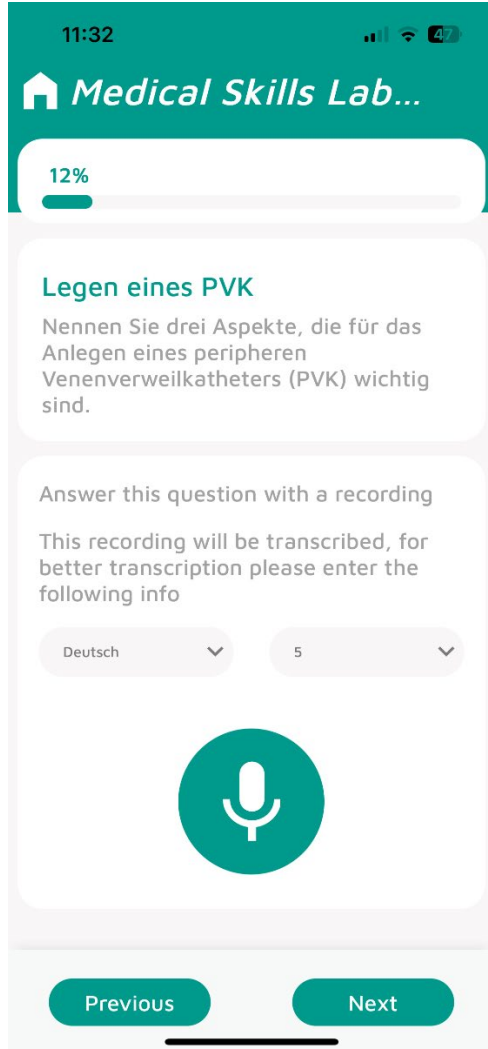 11:32
47
Medical Skills Lab...
12%
Legen eines PVK
Nennen Sie drei Aspekte, die für das
Anlegen eines peripheren
Venenverweilkatheters (PVK) wichtig
sind.
Answer this question with a recording
This recording will be transcribed, for
better transcription please enter the
following info
Deutsch 5
Previous Next